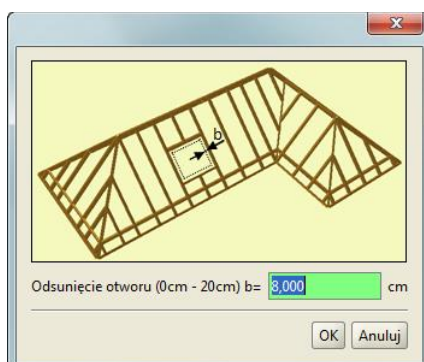 b
Odsunięcie otworu (0cm - 20cm) b= 8,000 cm
OK Anuluj